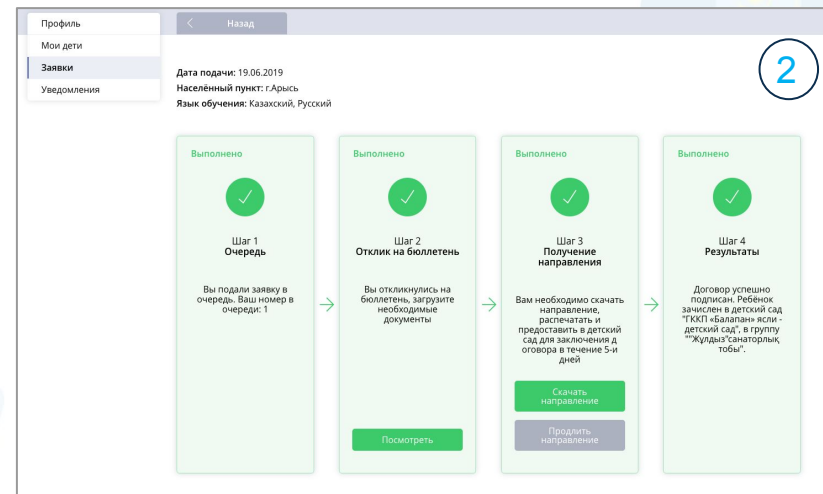 Профиль
Мои дети
Заявки
Уведомления
Назад
2
Дата подачи: 19.06.2019
Населённый пункт: г.Арысь
Язык обучения: Казахский, Русский
Выполнено
Шаг 1
Очередь
Вы подали заявку в
очередь. Ваш номер в
очереди: 1
Выполнено
Шаг 2
Отклик на бюллетень
Вы откликнулись на
бюллетень, загрузите
необходимые
документы
Посмотреть
Выполнено
Шаг 3
Получение
направления
Вам необходимо скачать
направление,
распечатать и
предоставить в детский
сад для заключения д
оговора в течение 5-и
дней
Скачать
направление
Продлить
направление
Выполнено
Шаг 4
Результаты
Договор успешно
подписан. Ребёнок
зачислен в детский сад
"ГККП «Балапан» ясли -
детский сад", в группу
""Жұлдыз"санаторлық
тобы".